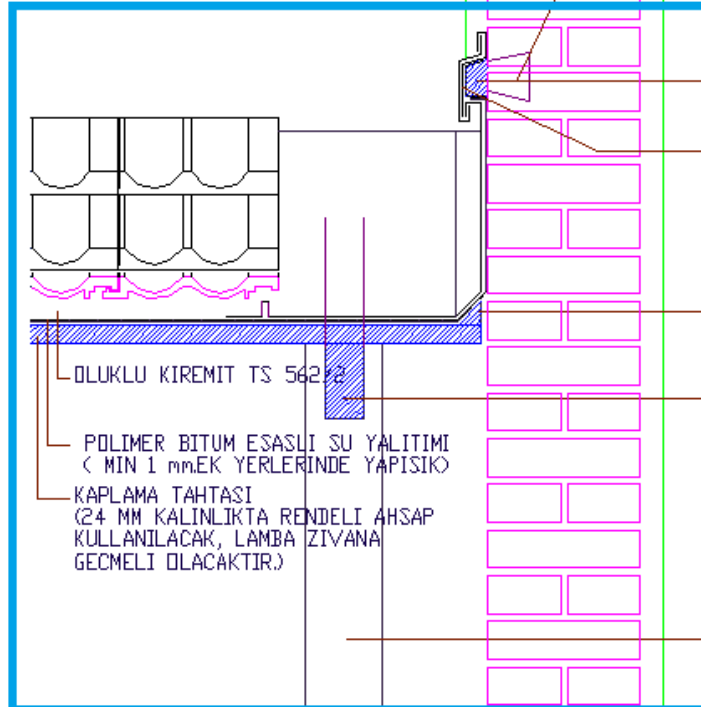 OLUKLU KIREMIT TS 562/2
POLIMER BITUM ESASLI SU YALITIMI
( MIN 1 mm.EK YERLERINDE YAPISIK)
KAPLAMA TAHTASI
(24 MM KALINLIKTA RENDELI AHSAP
KULLANILACAK, LAMBA ZIVANA
GECMELI OLACAKTIR.)